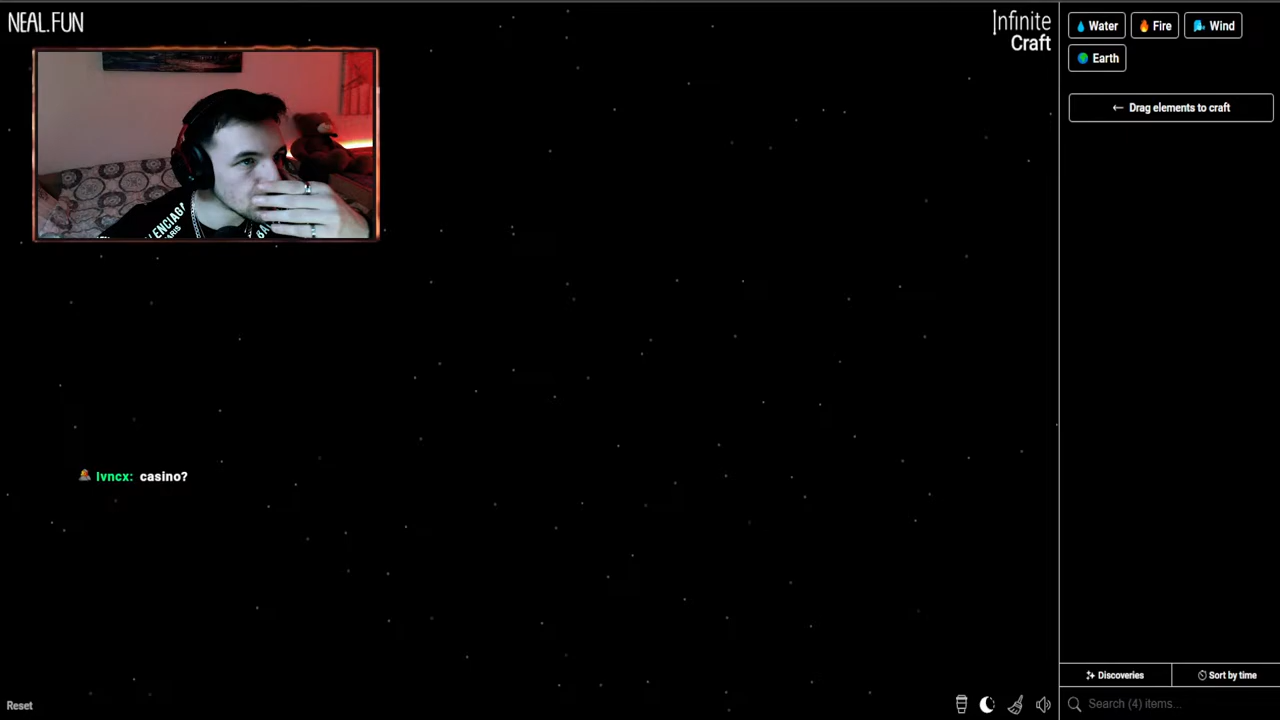 NEAL.FUN
Infinite
Craft
Water
Fire
Wind
Earth
← Drag elements to craft
lvncx: casino?
Discoveries
Sort by time
Search (4) items...
Reset